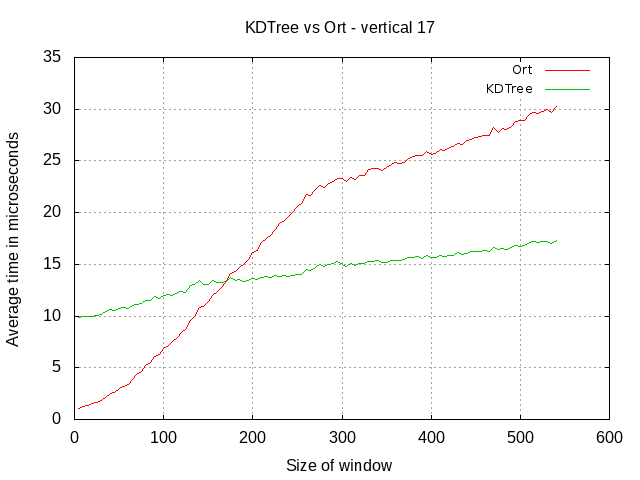 KDTree vs Ort - vertical 17
Ort
KDTree
Average time in microseconds
35
30
25
20
15
10
5
0
0 100 200 300 400 500 600
Size of window